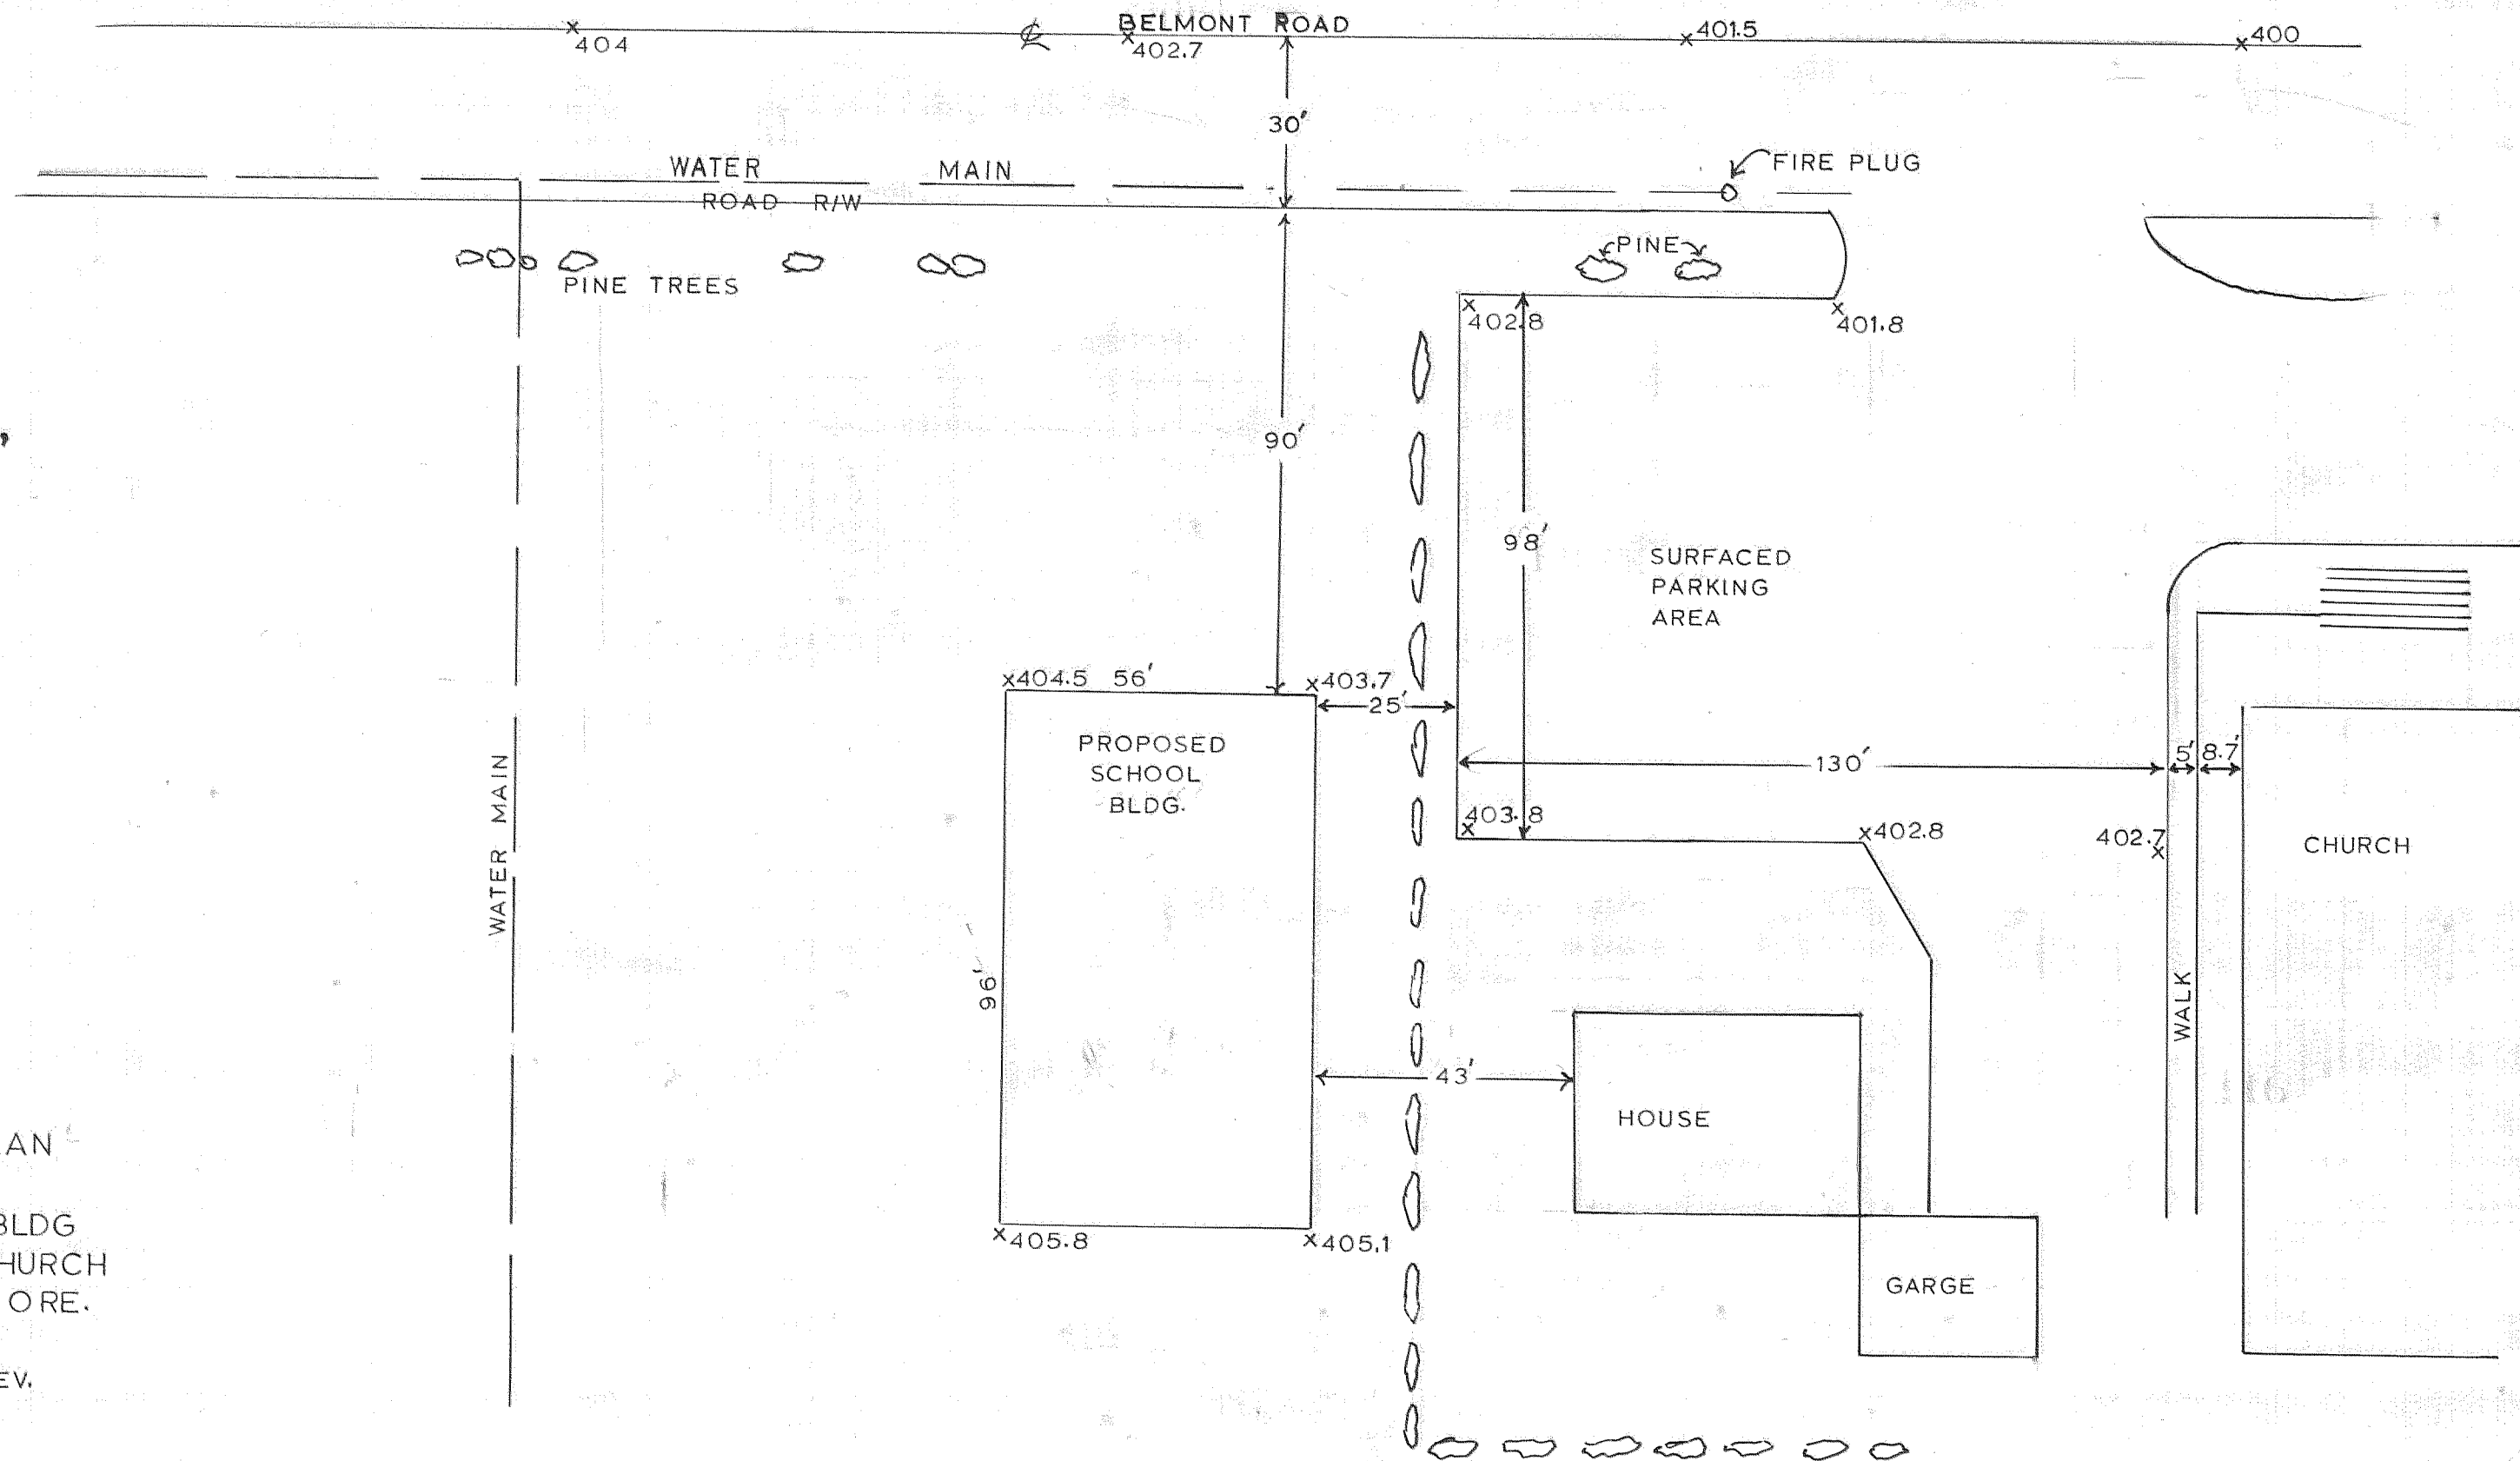 BELMONT ROAD
℄
404
402.7
401.5
400
30'
WATER MAIN
FIRE PLUG
ROAD R/W
PINE
PINE TREES
402.8
401.8
90'
98'
SURFACED
PARKING
AREA
404.5 56'
403.7
25'
PROPOSED
SCHOOL
BLDG.
130'
5'
8.7'
WATER MAIN
403.8
402.8
402.7
CHURCH
96'
WALK
43'
HOUSE
405.8
405.1
GARGE
AN
BLDG
HURCH
ORE.
EV.